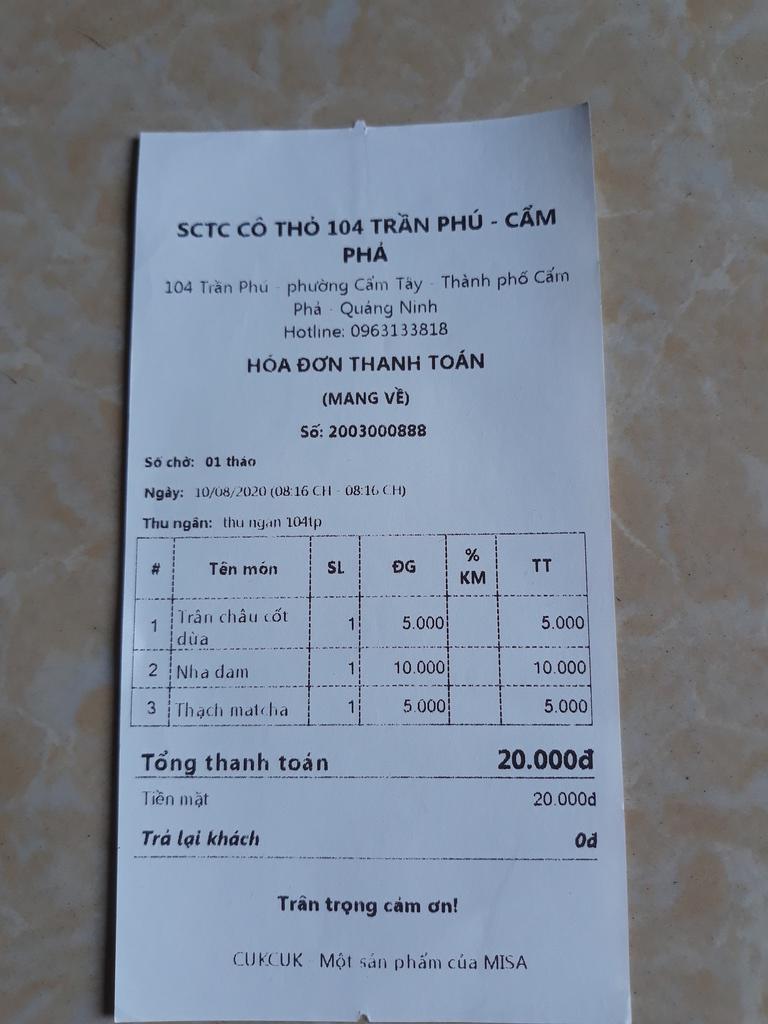 SCTC CÔ THỎ 104 TRẦN PHÚ - CẨM
PHẢ
104 Trần Phú - phường Cẩm Tây - Thành phố Cẩm
Phả - Quảng Ninh
Hotline: 0963133818
HÓA ĐƠN THANH TOÁN
(MANG VỀ)
Số: 2003000888
Số chờ: 01 thảo
Ngày: 10/08/2020 (08:16 CH - 08:16 CH)
Thu ngân: thu ngan 104tp
# Tên món SL ĐG % KM TT
1 Trân châu cốt dừa 1 5.000 5.000
2 Nha đam 1 10.000 10.000
3 Thạch matcha 1 5.000 5.000
Tổng thanh toán 20.000đ
Tiền mặt 20.000đ
Trả lại khách 0đ
Trân trọng cảm ơn!
CUKCUK - Một sản phẩm của MISA